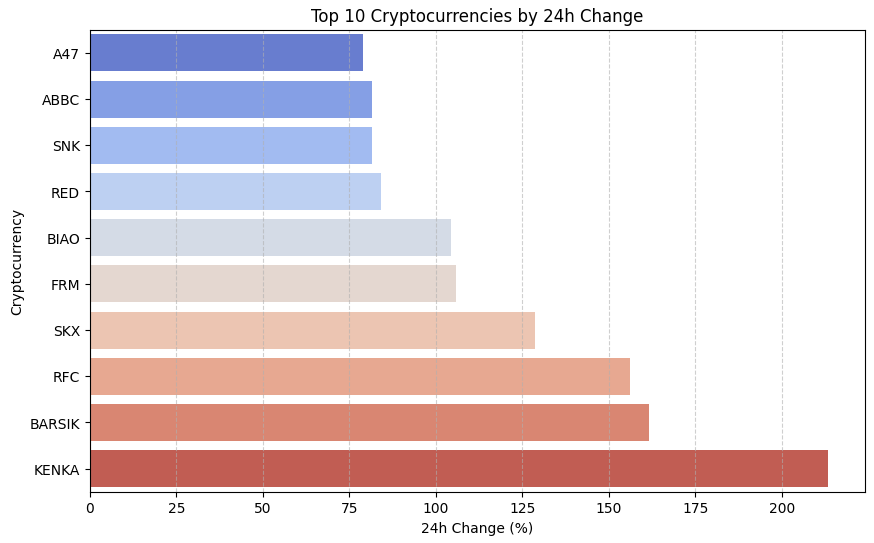 Top 10 Cryptocurrencies by 24h Change
Cryptocurrency
A47
ABBC
SNK
RED
BIAO
FRM
SKX
RFC
BARSIK
KENKA
0 25 50 75 100 125 150 175 200
24h Change (%)